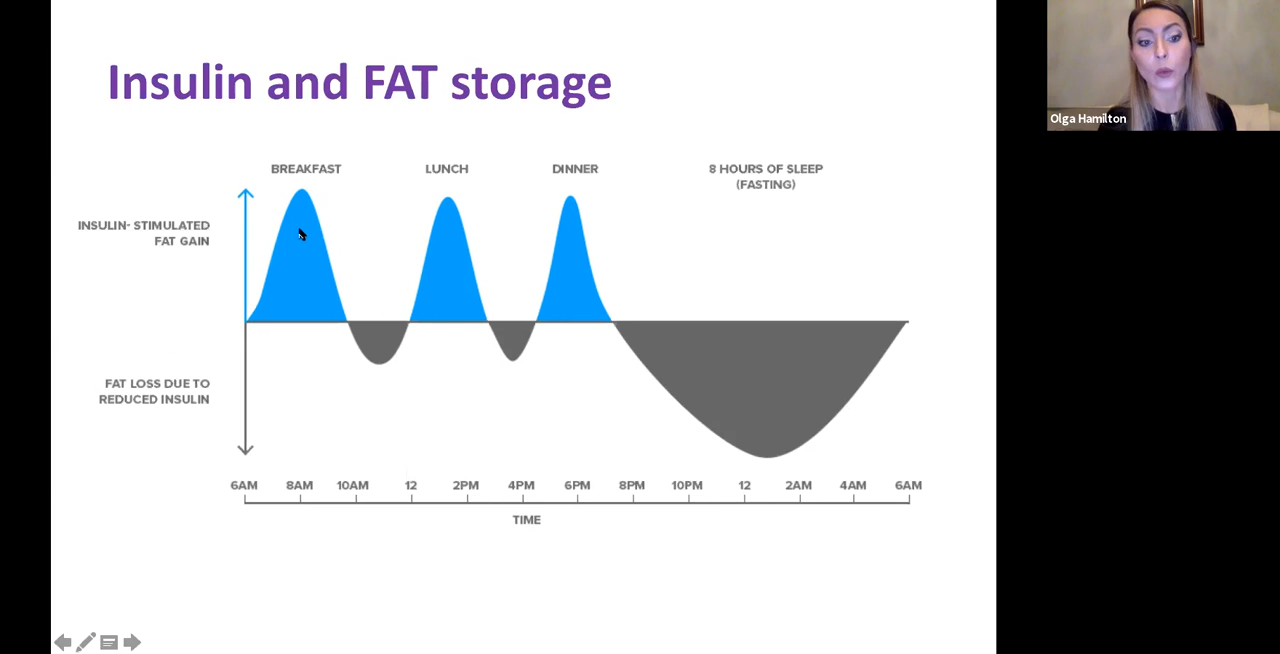 Insulin and FAT storage
Olga Hamilton
BREAKFAST
LUNCH
DINNER
8 HOURS OF SLEEP
(FASTING)
INSULIN- STIMULATED
FAT GAIN
FAT LOSS DUE TO
REDUCED INSULIN
6AM 8AM 10AM 12 2PM 4PM 6PM 8PM 10PM 12 2AM 4AM 6AM
TIME